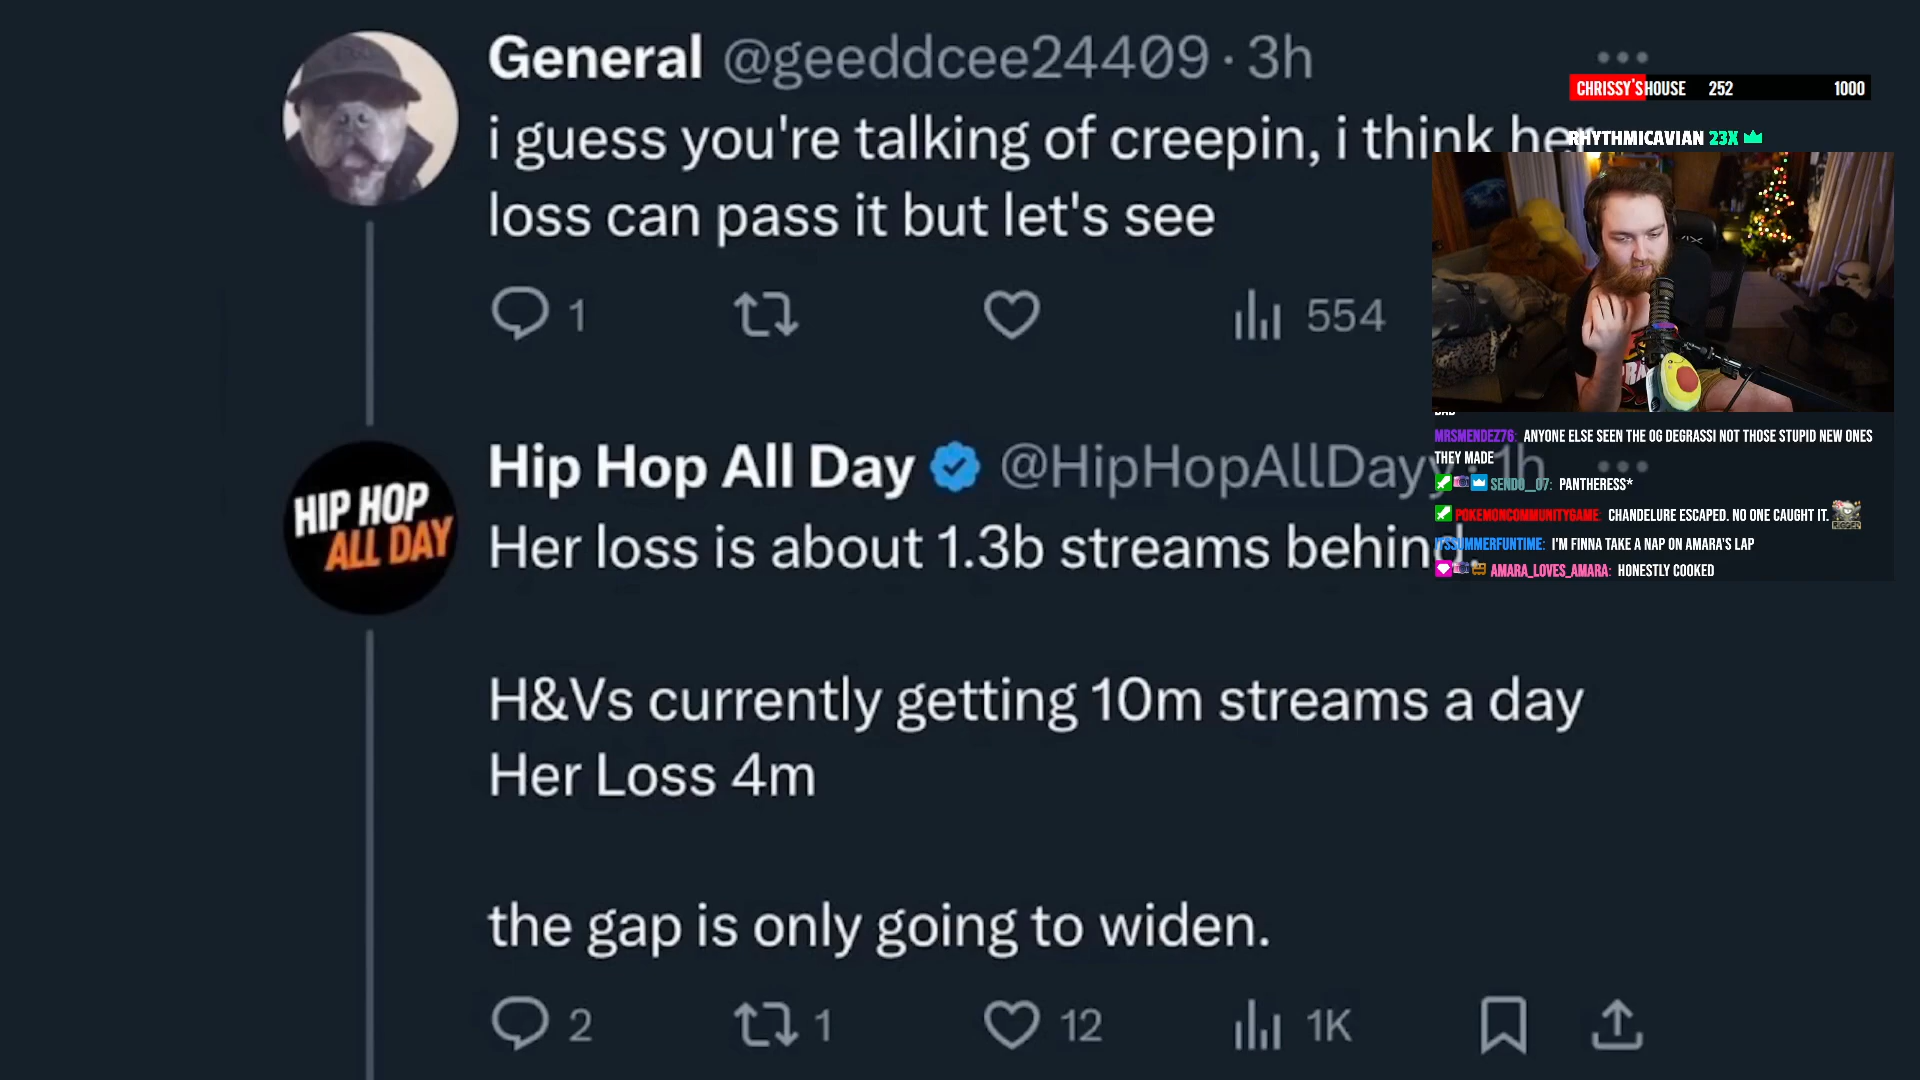 General @geeddcee24409 · 3h
i guess you're talking of creepin, i think her
loss can pass it but let's see
1
554
HIP HOP
ALL DAY
Hip Hop All Day @HipHopAllDayy · 1h
Her loss is about 1.3b streams behind
H&Vs currently getting 10m streams a day
Her Loss 4m
the gap is only going to widen.
2 1 12 1K
CHRISSY'S HOUSE 252 1000
RHYTHMICAVIAN 23X
MRSMENDEZ76: ANYONE ELSE SEEN THE OG DEGRASSI NOT THOSE STUPID NEW ONES
THEY MADE
SENDO__07: PANTHERESS*
POKEMONCOMMUNITYGAME: CHANDELURE ESCAPED. NO ONE CAUGHT IT.
ITSSUMMERFUNTIME: I'M FINNA TAKE A NAP ON AMARA'S LAP
AMARA_LOVES_AMARA: HONESTLY COOKED